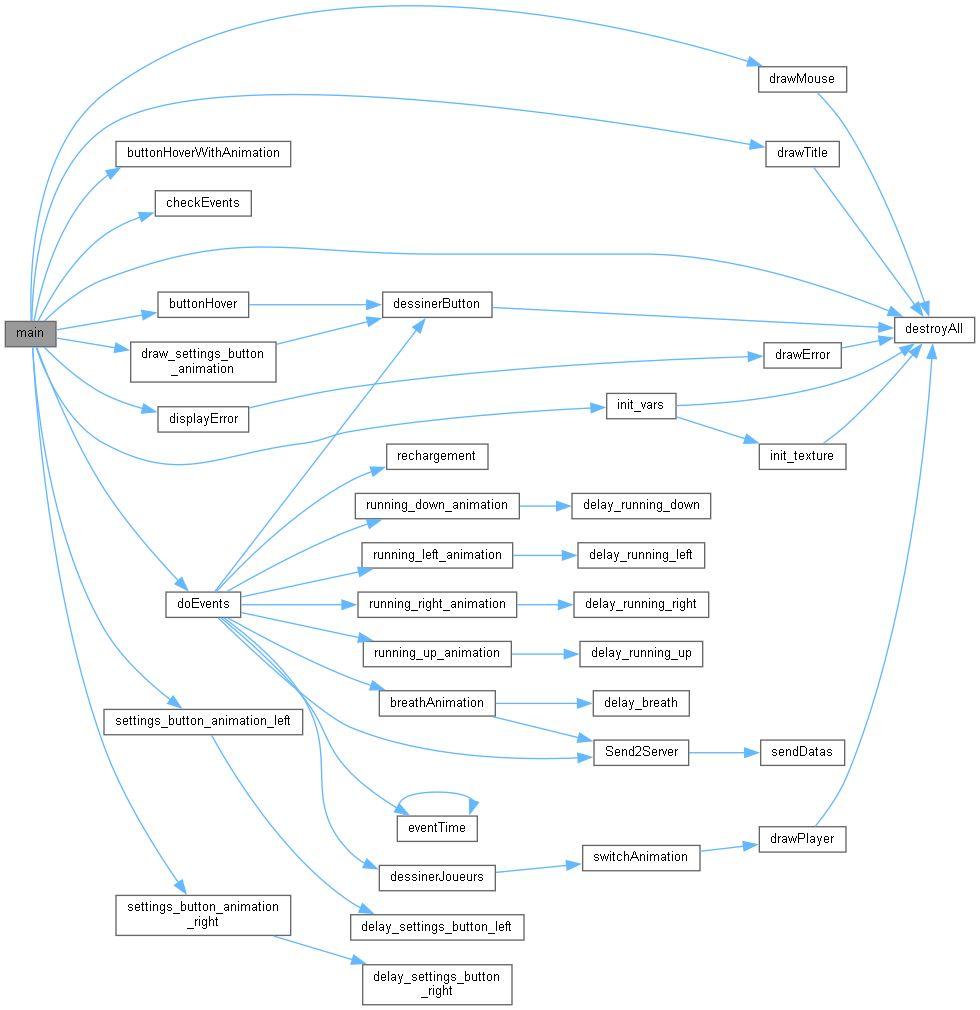 drawMouse
drawTitle
buttonHoverWithAnimation
checkEvents
buttonHover
dessinerButton
main
destroyAll
draw_settings_button
_animation
drawError
displayError
init_vars
init_texture
rechargement
running_down_animation
delay_running_down
running_left_animation
delay_running_left
doEvents
running_right_animation
delay_running_right
running_up_animation
delay_running_up
breathAnimation
delay_breath
settings_button_animation_left
Send2Server
sendDatas
eventTime
drawPlayer
switchAnimation
dessinerJoueurs
settings_button_animation
_right
delay_settings_button_left
delay_settings_button
_right